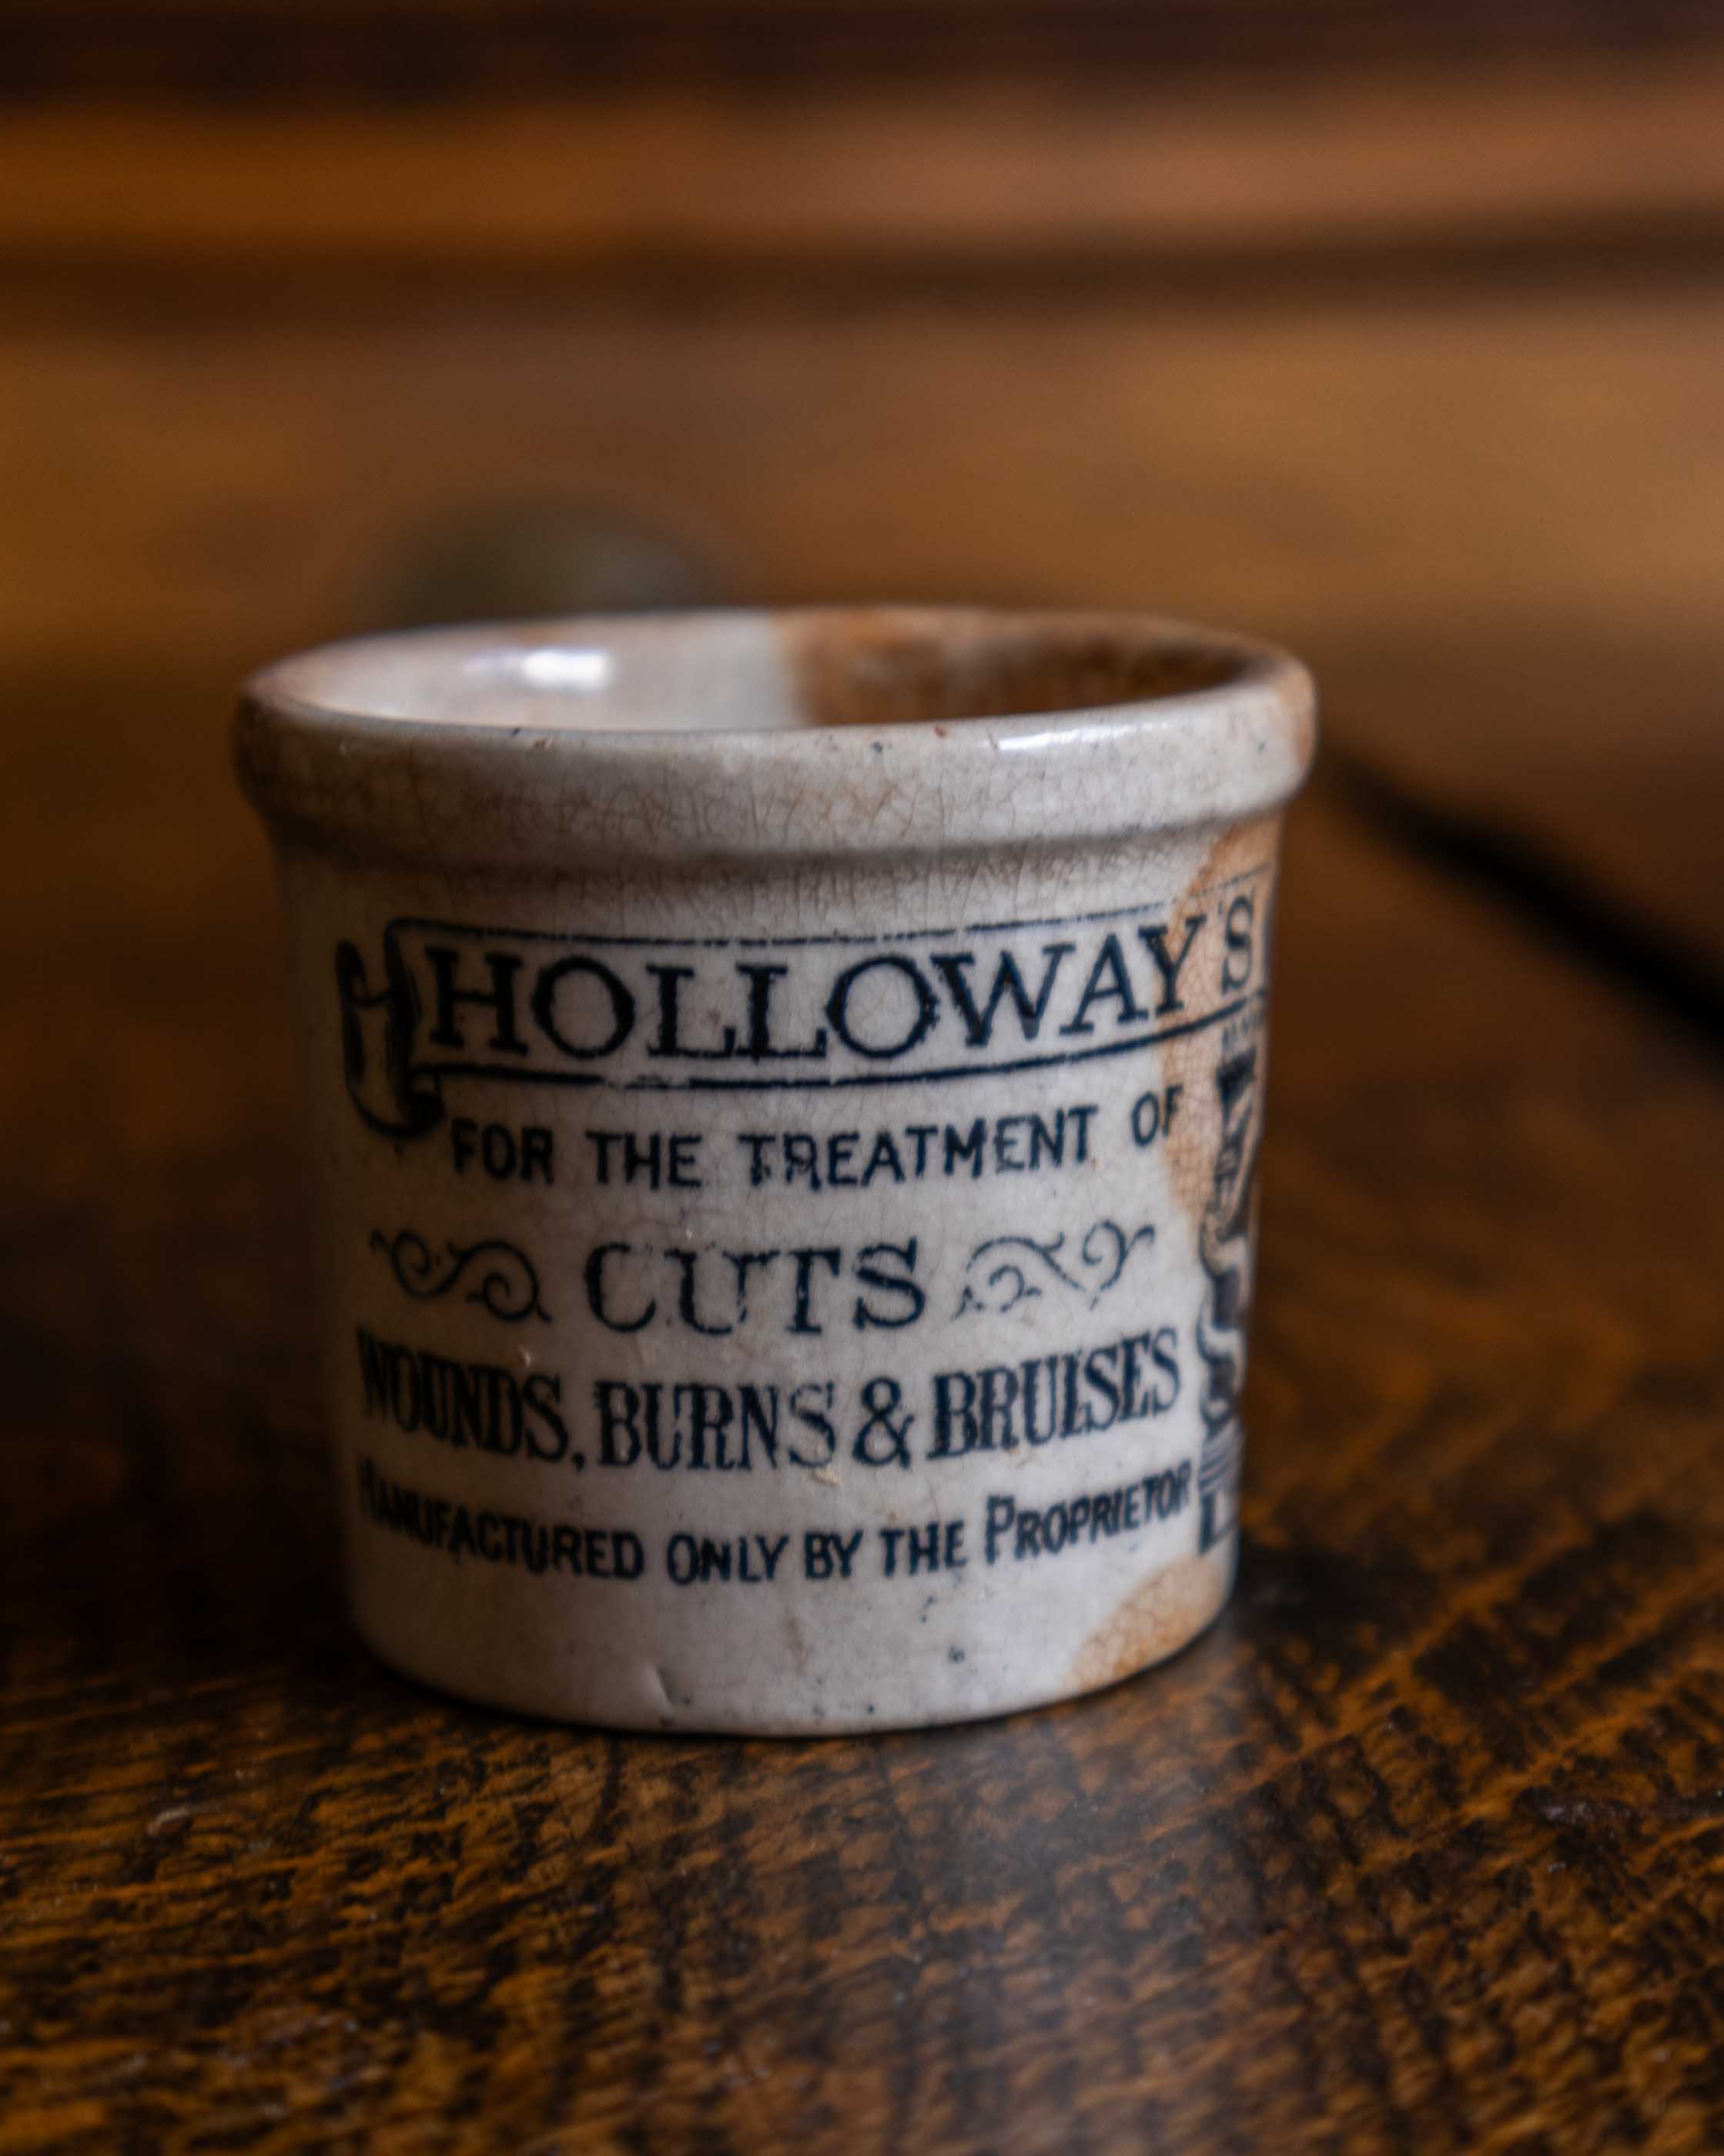 HOLLOWAY'S
FOR THE TREATMENT OF
CUTS
WOUNDS, BURNS & BRUISES
MANUFACTURED ONLY BY THE PROPRIETOR